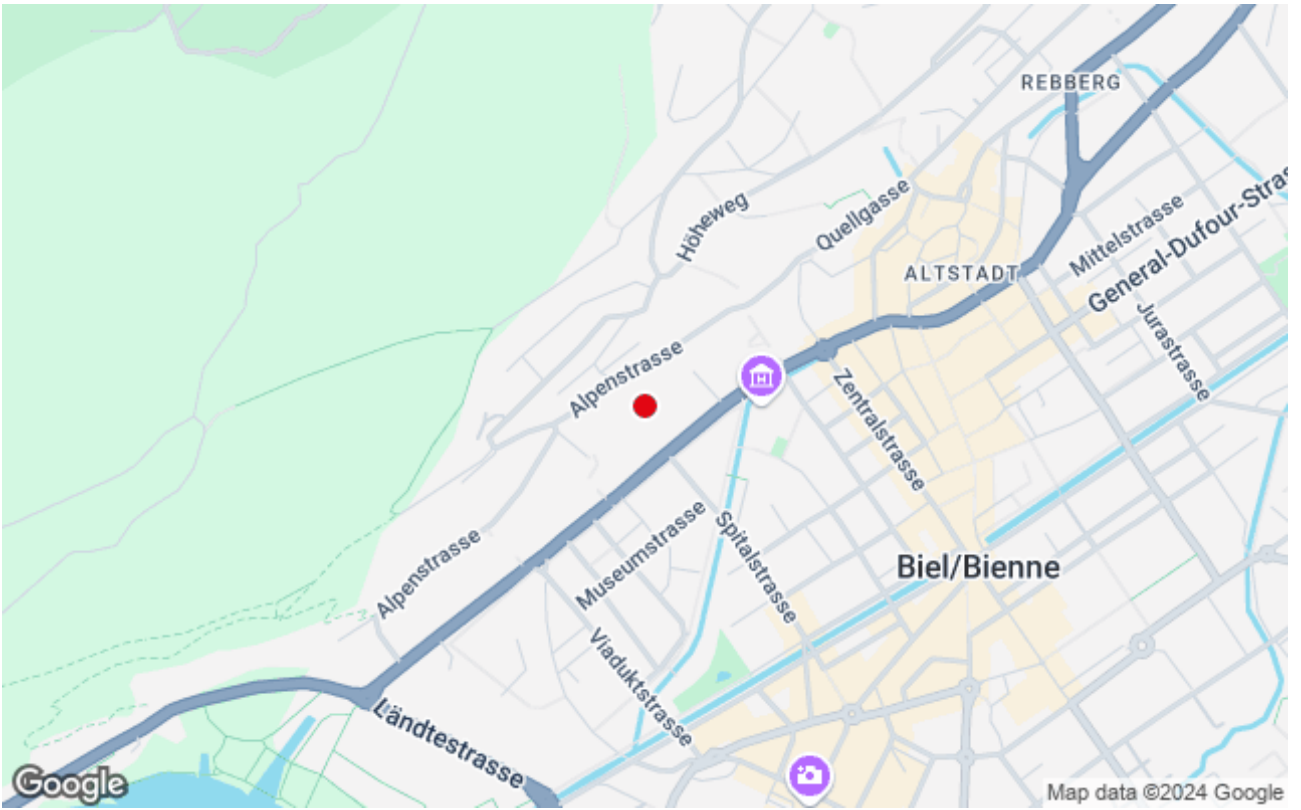 REBBERG
Höheweg
Quellgasse
Mittelstrasse
General-Dufour-Stras
ALTSTADT
Jurastrasse
Alpenstrasse
Zentralstrasse
Museumstrasse
Spitalstrasse
Biel/Bienne
Alpenstrasse
Viaduktstrasse
Ländtestrasse
Google
Map data ©2024 Google